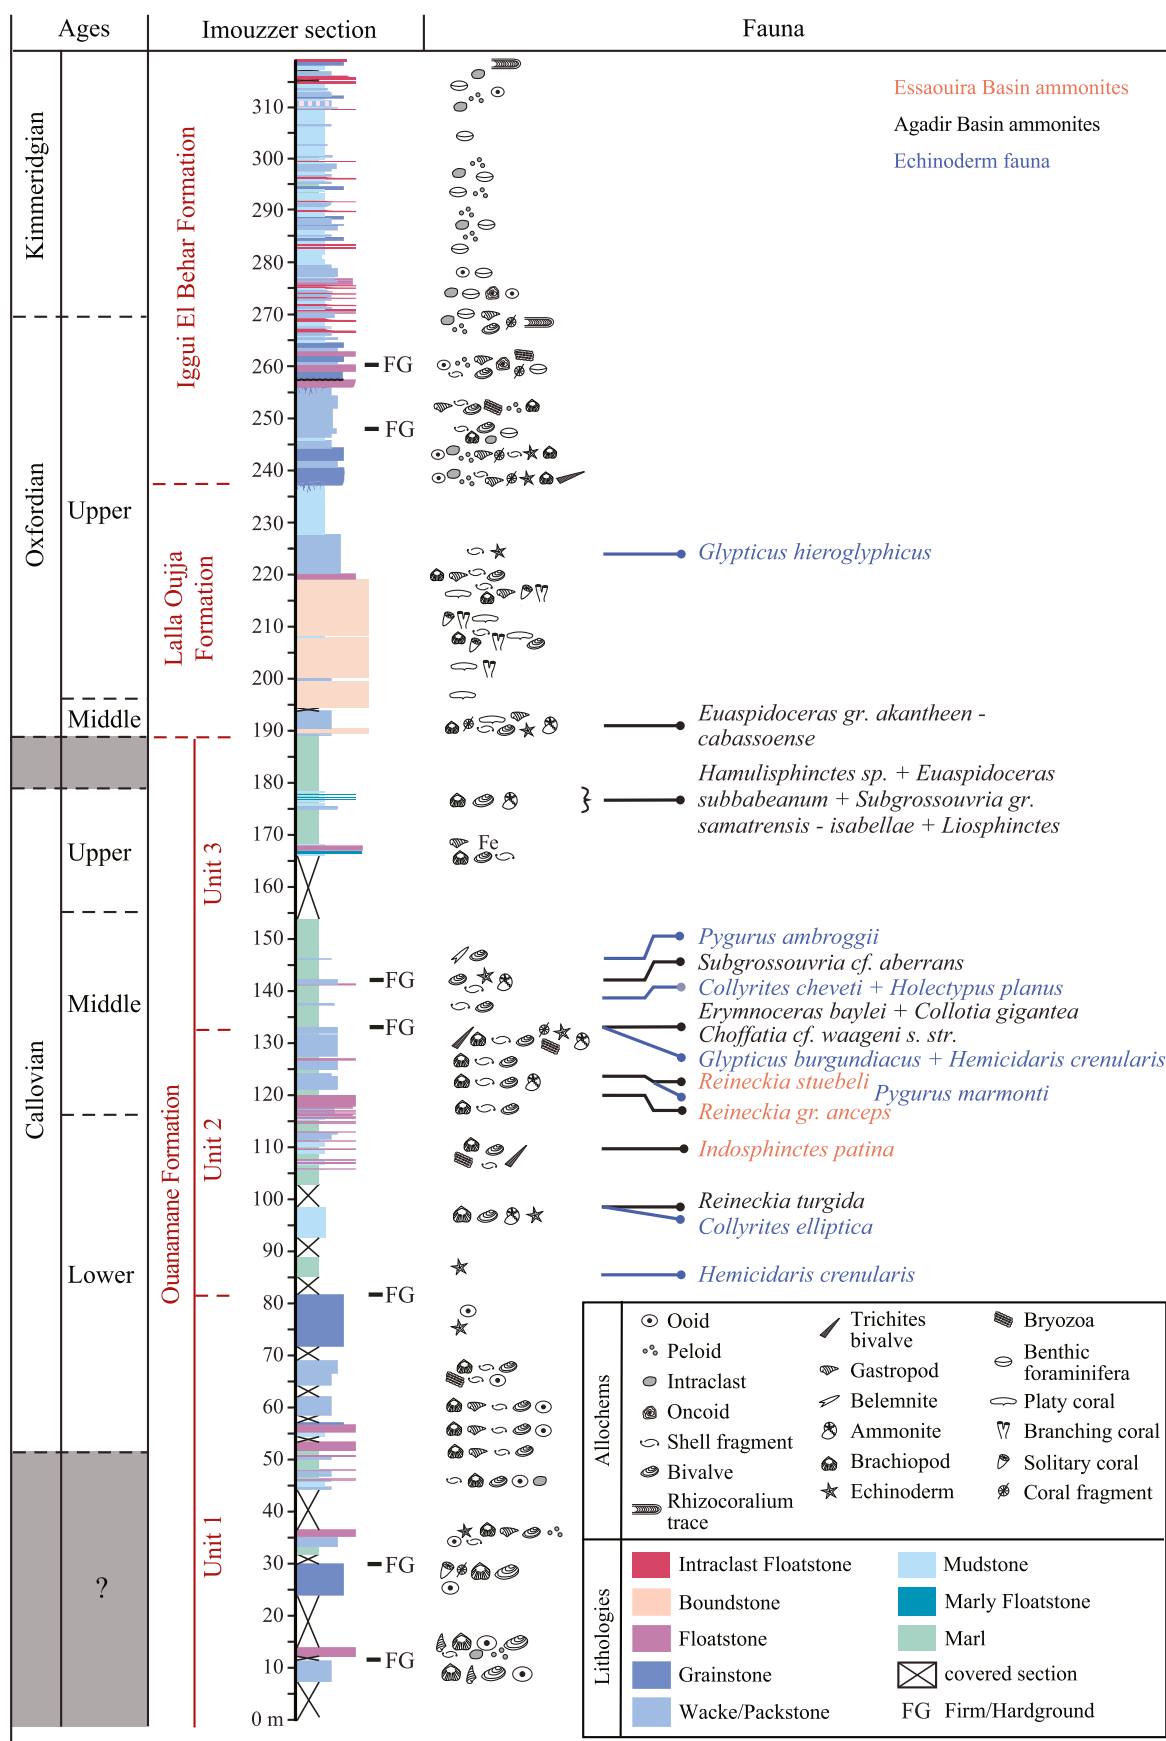 Ages
Imouzzer section
Fauna
Essaouira Basin ammonites
Agadir Basin ammonites
Echinoderm fauna
Kimmeridgian
Oxfordian
Callovian
Upper
Middle
Upper
Middle
Lower
?
Iggui El Behar Formation
Lalla Oujja
Formation
Ouanamane Formation
Unit 3
Unit 2
Unit 1
310
300
290
280
270
260
250
240
230
220
210
200
190
180
170
160
150
140
130
120
110
100
90
80
70
60
50
40
30
20
10
0 m
FG
FG
FG
FG
FG
FG
FG
Fe
Glypticus hieroglyphicus
Euaspidoceras gr. akantheen -
cabassoense
Hamulisphinctes sp. + Euaspidoceras
subbabeanum + Subgrossouvria gr.
samatrensis - isabellae + Liosphinctes
Pygurus ambroggii
Subgrossouvria cf. aberrans
Collyrites cheveti + Holectypus planus
Erymnoceras baylei + Collotia gigantea
Choffatia cf. waageni s. str.
Glypticus burgundiacus + Hemicidaris crenularis
Reineckia stuebeli
Pygurus marmonti
Reineckia gr. anceps
Indosphinctes patina
Reineckia turgida
Collyrites elliptica
Hemicidaris crenularis
Allochems
Ooid
Peloid
Intraclast
Oncoid
Shell fragment
Bivalve
Rhizocoralium
trace
Trichites
bivalve
Gastropod
Belemnite
Ammonite
Brachiopod
Echinoderm
Bryozoa
Benthic
foraminifera
Platy coral
Branching coral
Solitary coral
Coral fragment
Lithologies
Intraclast Floatstone
Boundstone
Floatstone
Grainstone
Wacke/Packstone
Mudstone
Marly Floatstone
Marl
covered section
FG Firm/Hardground